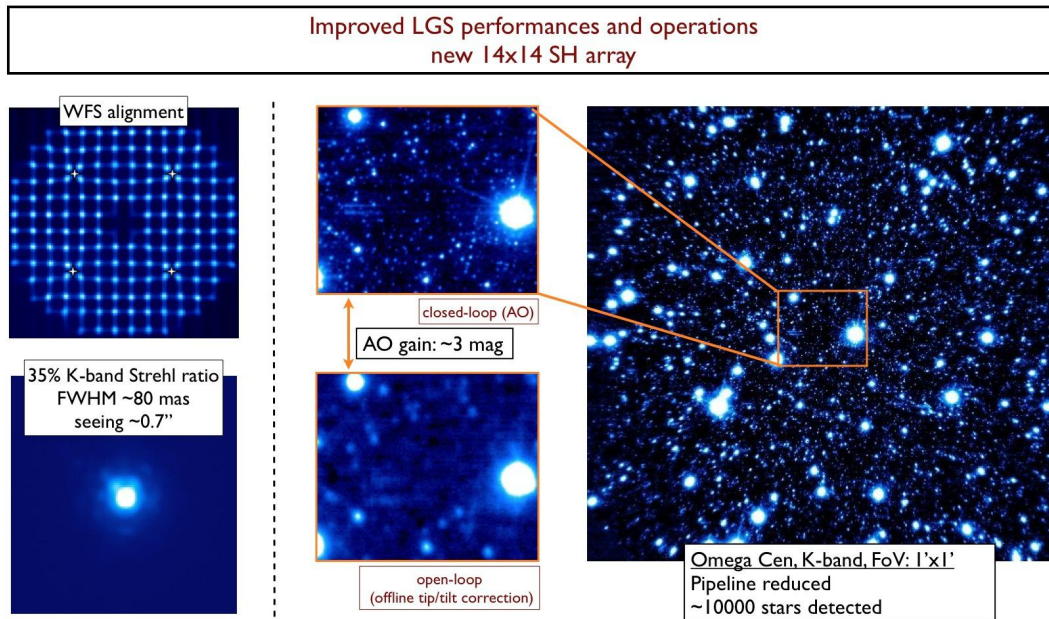 Improved LGS performances and operations
new 14x14 SH array
WFS alignment
35% K-band Strehl ratio
FWHM ~80 mas
seeing ~0.7”
closed-loop (AO)
AO gain: ~3 mag
open-loop
(offline tip/tilt correction)
Omega Cen, K-band, FoV: 1'x1'
Pipeline reduced
~10000 stars detected